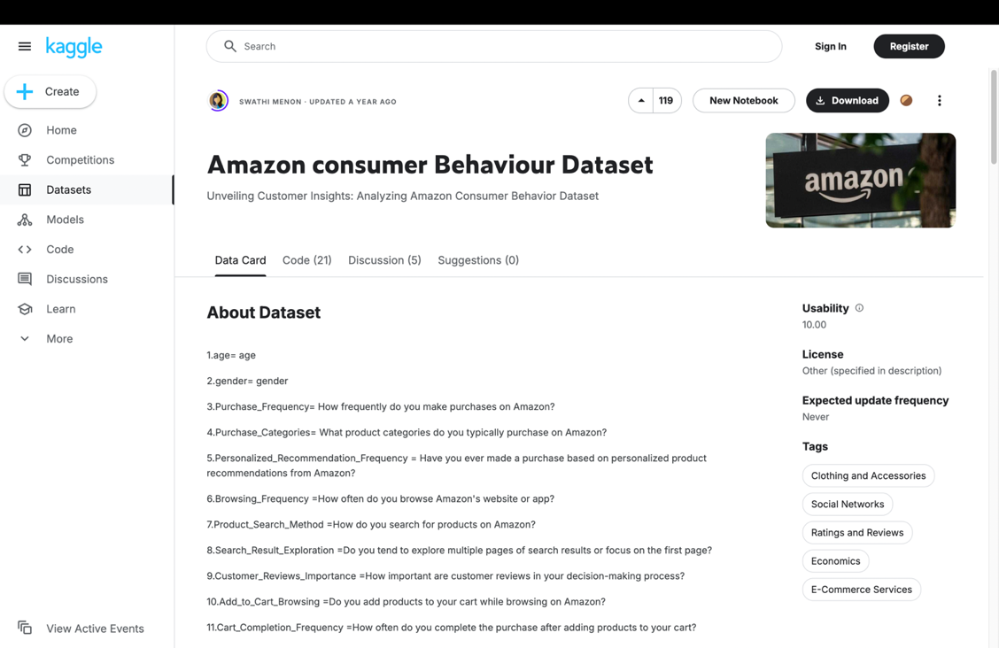 kaggle
Search
Sign In
Register
Create
Home
Competitions
Datasets
Models
Code
Discussions
Learn
More
View Active Events
SWATHI MENON · UPDATED A YEAR AGO
119
New Notebook
Download
Amazon consumer Behaviour Dataset
Unveiling Customer Insights: Analyzing Amazon Consumer Behavior Dataset
amazon
Data Card
Code (21)
Discussion (5)
Suggestions (0)
About Dataset
1.age= age
2.gender= gender
3.Purchase_Frequency= How frequently do you make purchases on Amazon?
4.Purchase_Categories= What product categories do you typically purchase on Amazon?
5.Personalized_Recommendation_Frequency = Have you ever made a purchase based on personalized product
recommendations from Amazon?
6.Browsing_Frequency =How often do you browse Amazon's website or app?
7.Product_Search_Method =How do you search for products on Amazon?
8.Search_Result_Exploration =Do you tend to explore multiple pages of search results or focus on the first page?
9.Customer_Reviews_Importance =How important are customer reviews in your decision-making process?
10.Add_to_Cart_Browsing =Do you add products to your cart while browsing on Amazon?
11.Cart_Completion_Frequency =How often do you complete the purchase after adding products to your cart?
Usability
10.00
License
Other (specified in description)
Expected update frequency
Never
Tags
Clothing and Accessories
Social Networks
Ratings and Reviews
Economics
E-Commerce Services